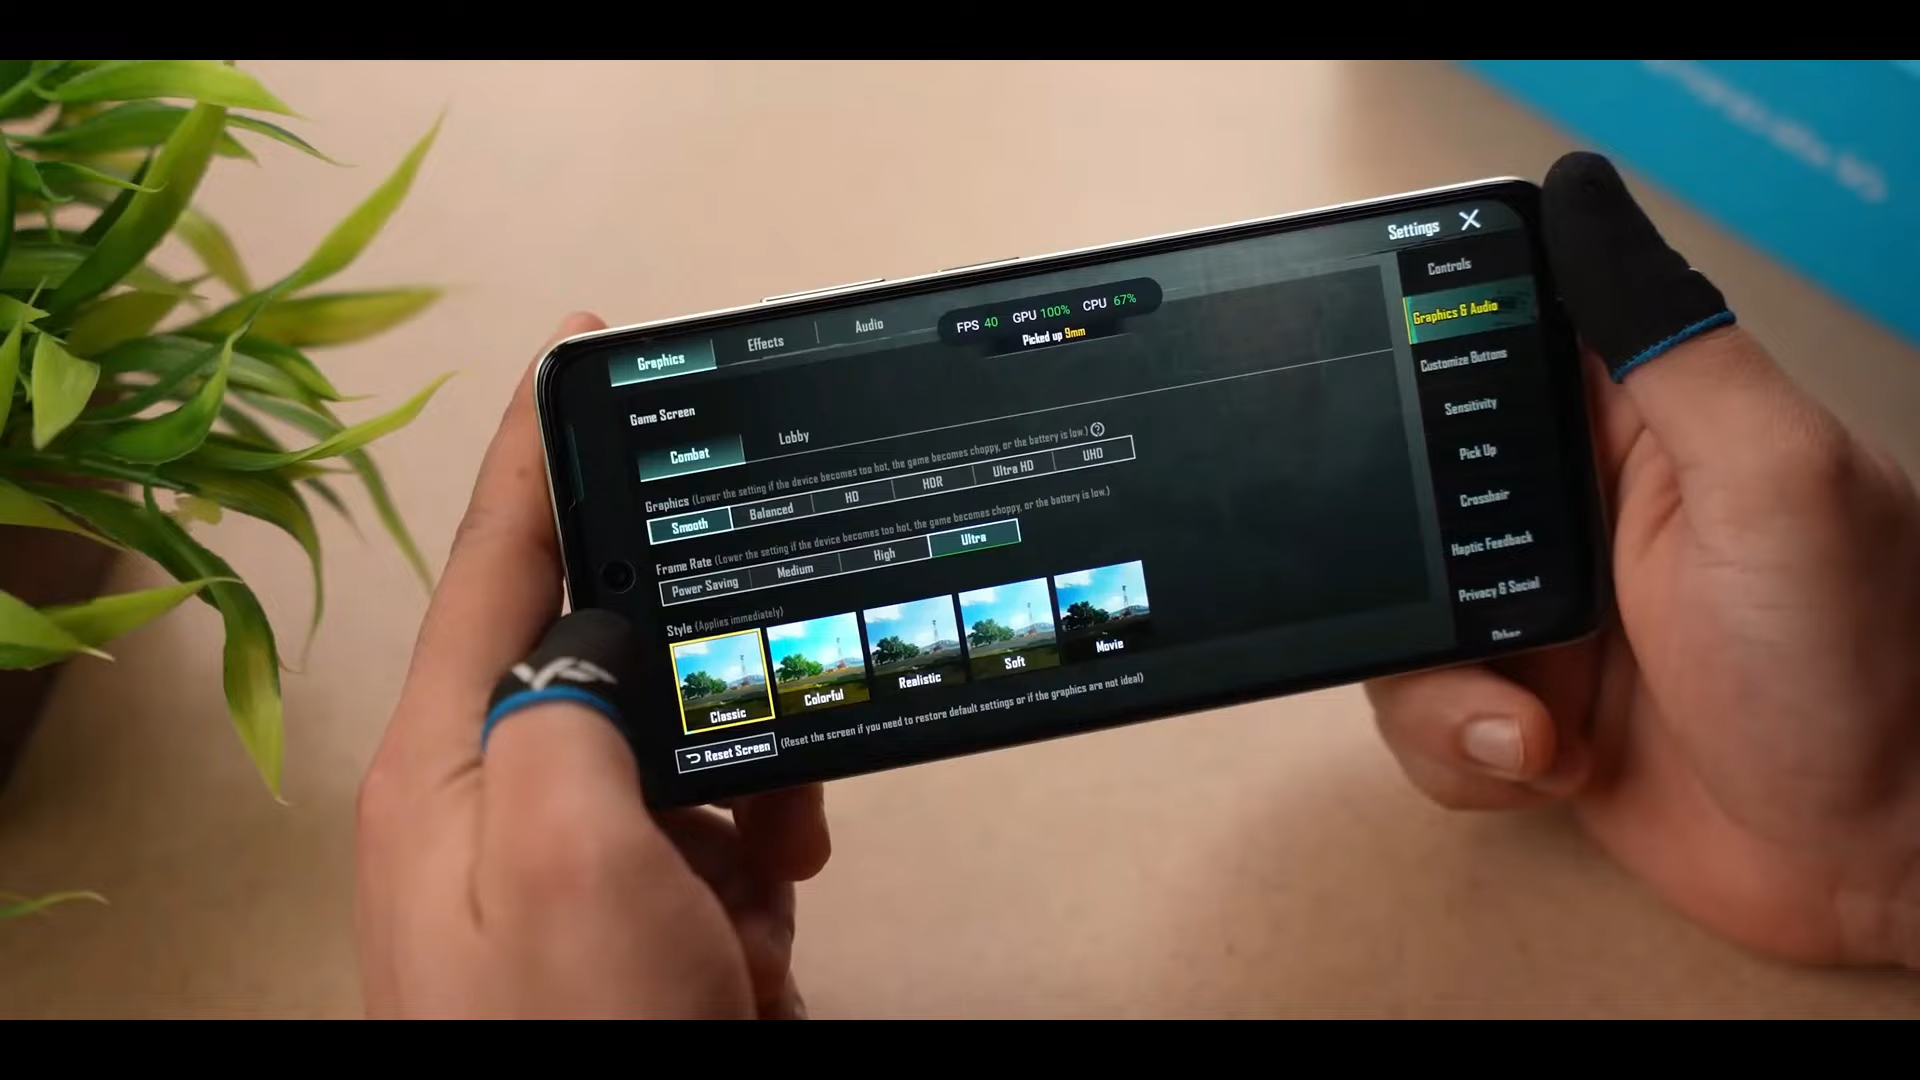 Settings X
FPS 40 GPU 100% CPU 67%
Picked up 9mm
Graphics Effects Audio
Game Screen
Combat Lobby
Graphics (Lower the setting if the device becomes too hot, the game becomes choppy, or the battery is low.) ?
Smooth Balanced HD HDR Ultra HD UHD
Frame Rate (Lower the setting if the device becomes too hot, the game becomes choppy, or the battery is low.)
Power Saving Medium High Ultra
Style (Applies immediately)
Classic Colorful Realistic Soft Movie
Reset Screen (Reset the screen if you need to restore default settings or if the graphics are not ideal)
Controls
Graphics & Audio
Customize Buttons
Sensitivity
Pick Up
Crosshair
Haptic Feedback
Privacy & Social